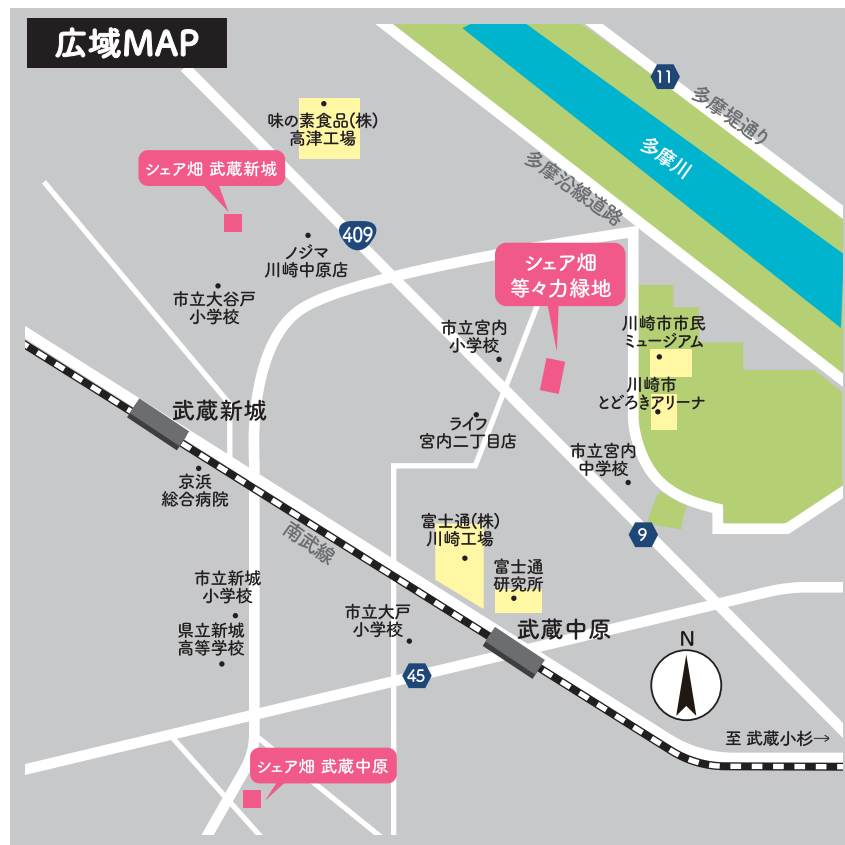 広域MAP
11
多摩堤通り
味の素食品(株)
高津工場
多摩川
シェア畑 武蔵新城
多摩沿線道路
409
ノジマ
川崎中原店
シェア畑
等々力緑地
市立大谷戸
小学校
市立宮内
小学校
川崎市市民
ミュージアム
川崎市
とどろきアリーナ
武蔵新城
ライフ
宮内二丁目店
市立宮内
中学校
京浜
総合病院
南武線
富士通(株)
川崎工場
9
富士通
研究所
市立新城
小学校
市立大戸
小学校
武蔵中原
県立新城
高等学校
N
45
至 武蔵小杉→
シェア畑 武蔵中原